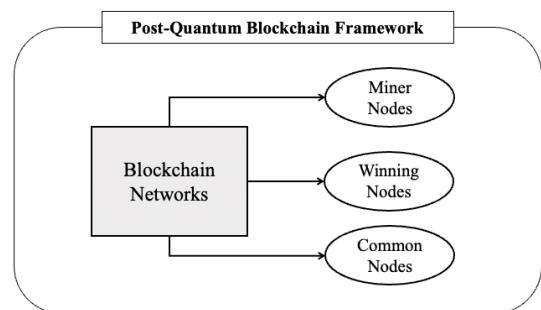 Post-Quantum Blockchain Framework
Miner
Nodes
Blockchain
Networks
Winning
Nodes
Common
Nodes